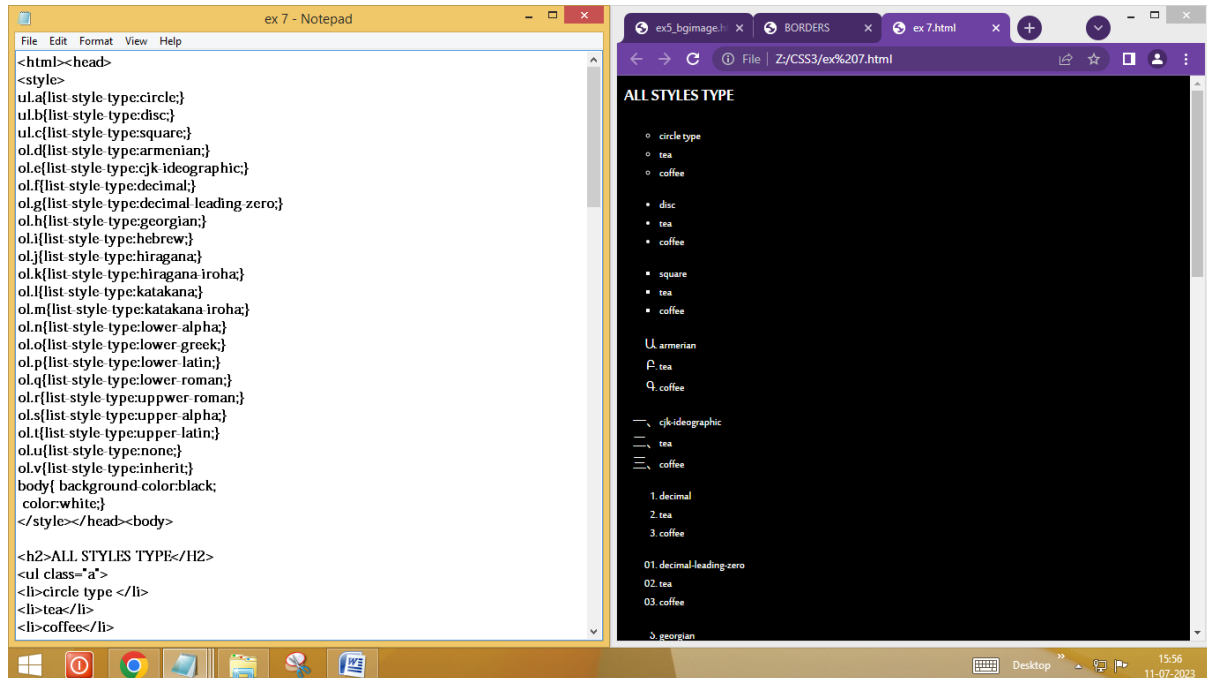 ex 7 - Notepad
File Edit Format View Help
<html><head>
<style>
ul.a{list-style-type:circle;}
ul.b{list-style-type:disc;}
ul.c{list-style-type:square;}
ol.d{list-style-type:armenian;}
ol.e{list-style-type:cjk-ideographic;}
ol.f{list-style-type:decimal;}
ol.g{list-style-type:decimal-leading-zero;}
ol.h{list-style-type:georgian;}
ol.i{list-style-type:hebrew;}
ol.j{list-style-type:hiragana;}
ol.k{list-style-type:hiragana-iroha;}
ol.l{list-style-type:katakana;}
ol.m{list-style-type:katakana-iroha;}
ol.n{list-style-type:lower-alpha;}
ol.o{list-style-type:lower-greek;}
ol.p{list-style-type:lower-latin;}
ol.q{list-style-type:lower-roman;}
ol.r{list-style-type:uppwer-roman;}
ol.s{list-style-type:upper-alpha;}
ol.t{list-style-type:upper-latin;}
ol.u{list-style-type:none;}
ol.v{list-style-type:inherit;}
body{ background-color:black;
color:white;}
</style></head><body>
<h2>ALL STYLES TYPE</H2>
<ul class="a">
<li>circle type </li>
<li>tea</li>
<li>coffee</li>
ex5_bgimage.h
BORDERS
ex 7.html
File Z:/CSS3/ex%207.html
ALL STYLES TYPE
circle type
tea
coffee
disc
tea
coffee
square
tea
coffee
Ա. armerian
Բ. tea
Գ. coffee
一、 cjk-ideographic
二、 tea
三、 coffee
1. decimal
2. tea
3. coffee
01. decimal-leading-zero
02. tea
03. coffee
ა. georgian
Desktop
15:56
11-07-2023